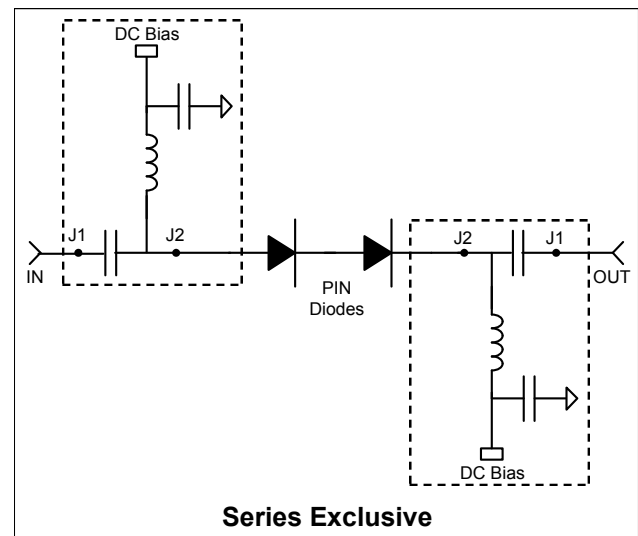 DC Bias
J1
J2
IN
PIN
Diodes
J2
J1
OUT
DC Bias
Series Exclusive